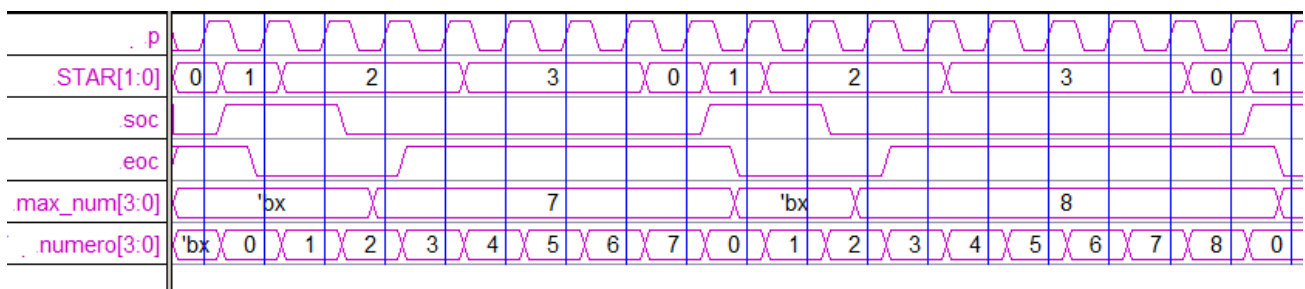 .p
.STAR[1:0] 0 1 2 3 0 1 2 3 0 1
.soc
.eoc
.max_num[3:0] 'bx 7 'bx 8
.numero[3:0] 'bx 0 1 2 3 4 5 6 7 0 1 2 3 4 5 6 7 8 0